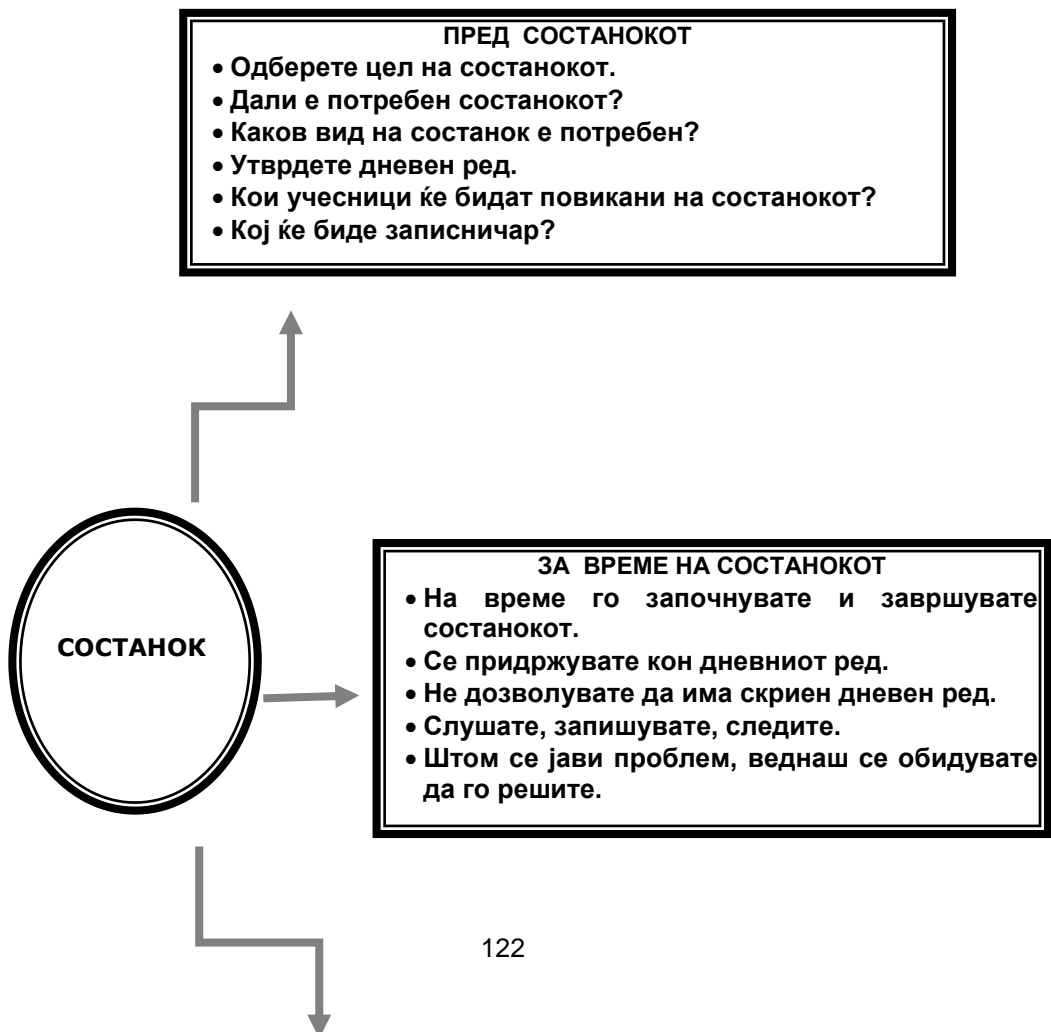 ПРЕД СОСТАНОКОТ
• Одберете цел на состанокот.
• Дали е потребен состанокот?
• Каков вид на состанок е потребен?
• Утврдете дневен ред.
• Кои учесници ќе бидат повикани на состанокот?
• Кој ќе биде записничар?
СОСТАНОК
ЗА ВРЕМЕ НА СОСТАНОКОТ
• На време го започнувате и завршувате
состанокот.
• Се придржувате кон дневниот ред.
• Не дозволувате да има скриен дневен ред.
• Слушате, запишувате, следите.
• Штом се јави проблем, веднаш се обидувате
да го решите.
122